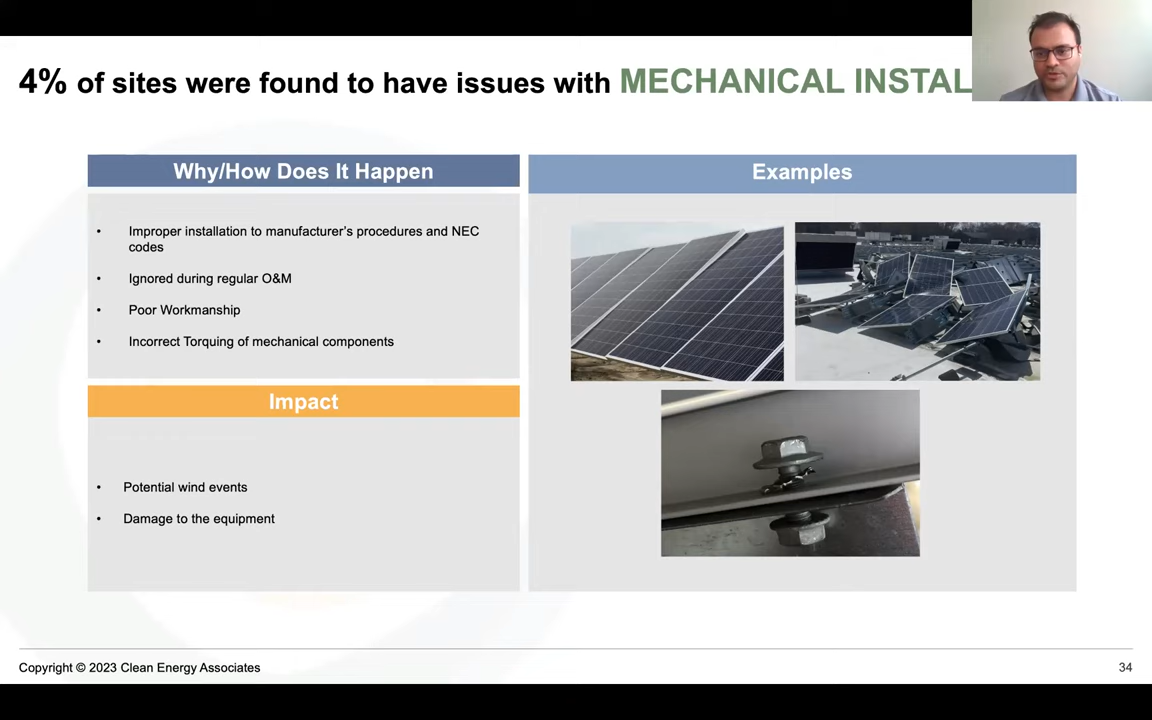 4% of sites were found to have issues with MECHANICAL INSTAL
Why/How Does It Happen
• Improper installation to manufacturer's procedures and NEC
codes
• Ignored during regular O&M
• Poor Workmanship
• Incorrect Torquing of mechanical components
Impact
• Potential wind events
• Damage to the equipment
Examples
Copyright © 2023 Clean Energy Associates
34